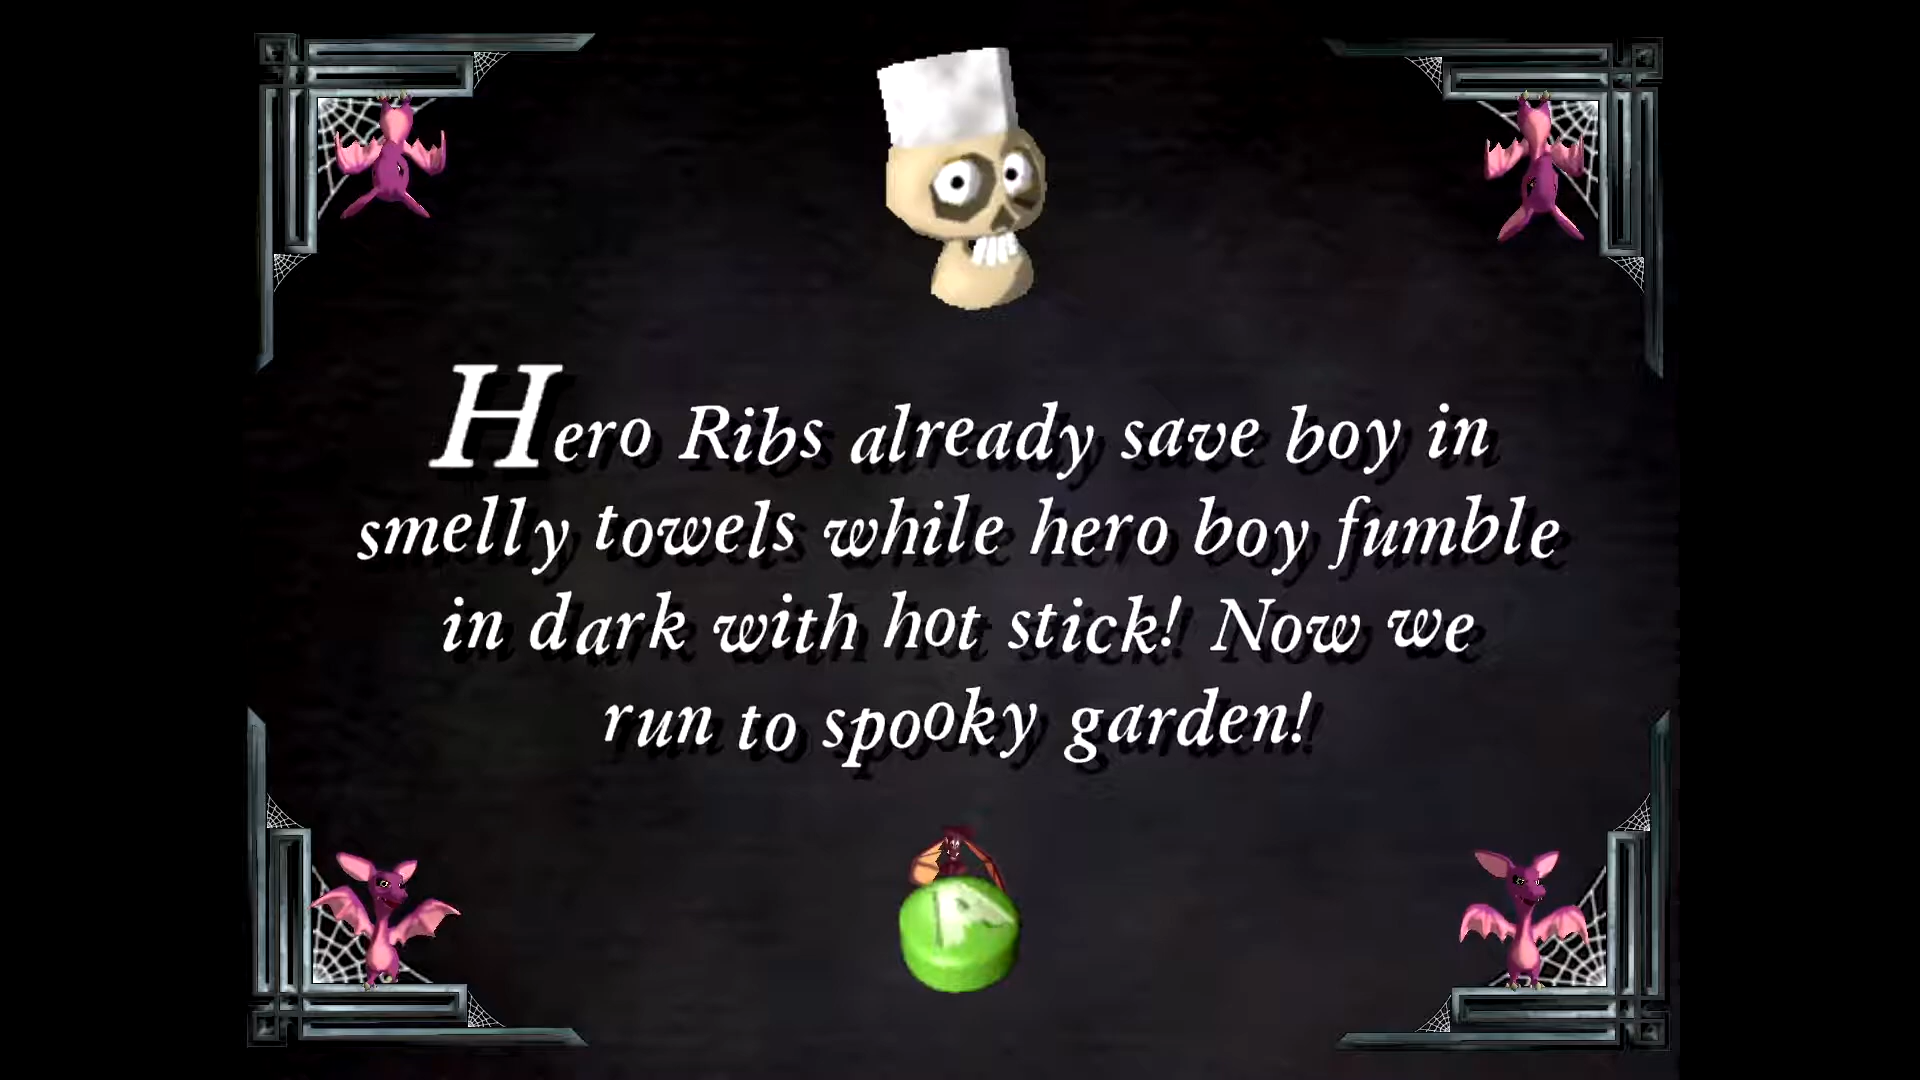 Hero Ribs already save boy in
smelly towels while hero boy fumble
in dark with hot stick! Now we
run to spooky garden!
A